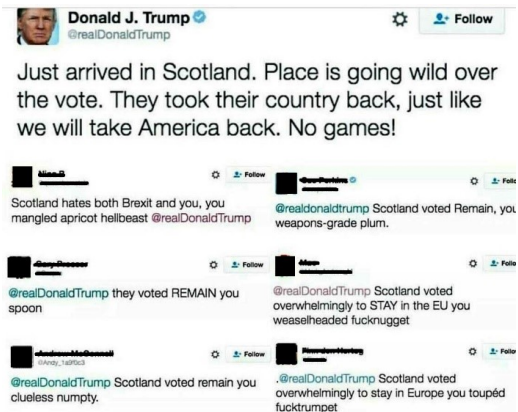 Donald J. Trump
@realDonaldTrump
Follow
Just arrived in Scotland. Place is going wild over
the vote. They took their country back, just like
we will take America back. No games!
Follow
Scotland hates both Brexit and you, you
mangled apricot hellbeast @realDonaldTrump
Follo
@realdonaldtrump Scotland voted Remain, you
weapons-grade plum.
Follow
@realDonaldTrump they voted REMAIN you
spoon
Follo
@realDonaldTrump Scotland voted
overwhelmingly to STAY in the EU you
weaselheaded fucknugget
Follow
@realDonaldTrump Scotland voted remain you
clueless numpty.
Follo
.@realDonaldTrump Scotland voted
overwhelmingly to stay in Europe you toupéd
fucktrumpet